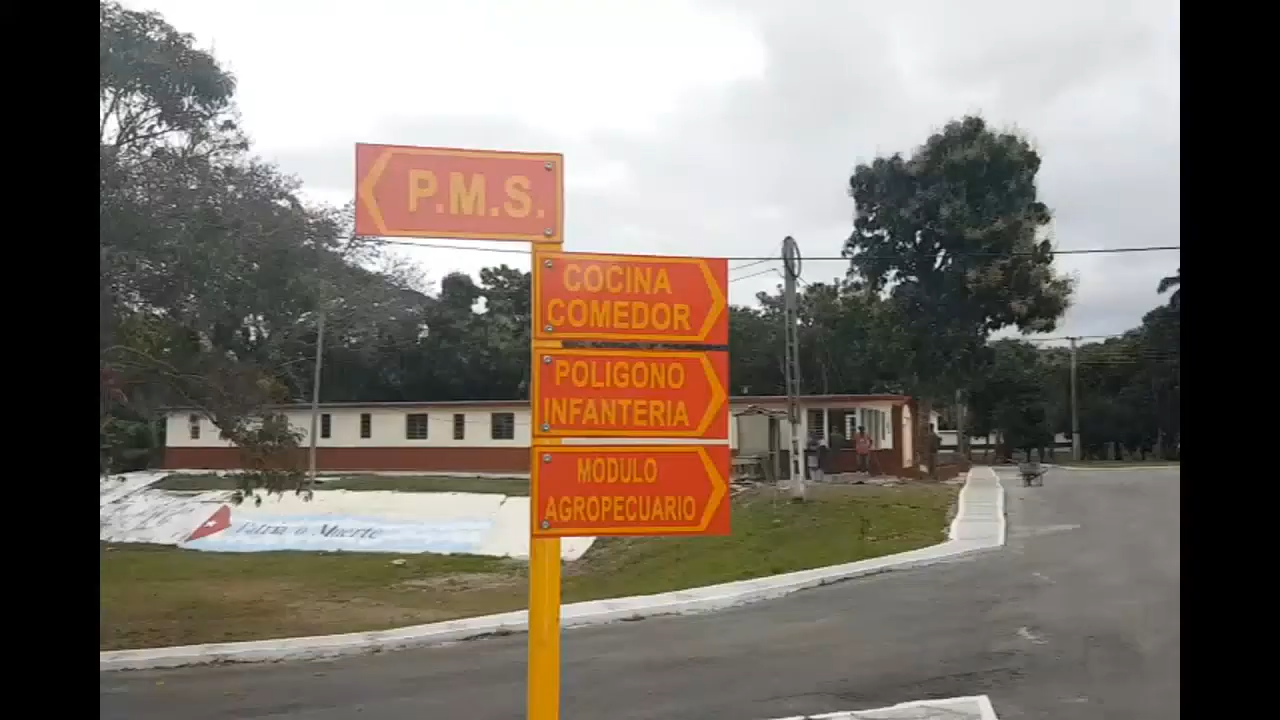 P.M.S.
COCINA
COMEDOR
POLIGONO
INFANTERIA
MODULO
AGROPECUARIO
Patria o Muerte